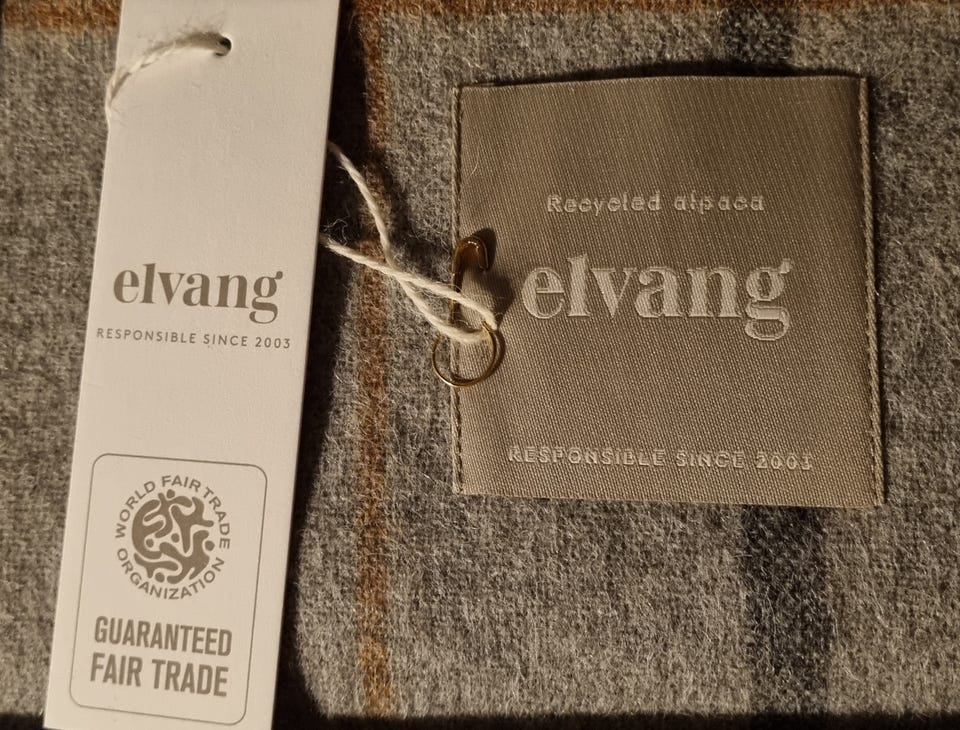 elvang
RESPONSIBLE SINCE 2003
WORLD FAIR TRADE
ORGANIZATION
GUARANTEED
FAIR TRADE
Recycled alpaca
elvang
RESPONSIBLE SINCE 2003